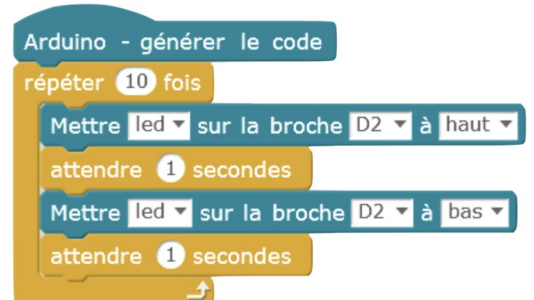 Arduino - générer le code
répéter 10 fois
Mettre led sur la broche D2 à haut
attendre 1 secondes
Mettre led sur la broche D2 à bas
attendre 1 secondes